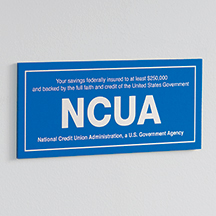 Your savings federally insured to at least $250,000
and backed by the full faith and credit of the United States Government
NCUA
National Credit Union Administration, a U.S. Government Agency